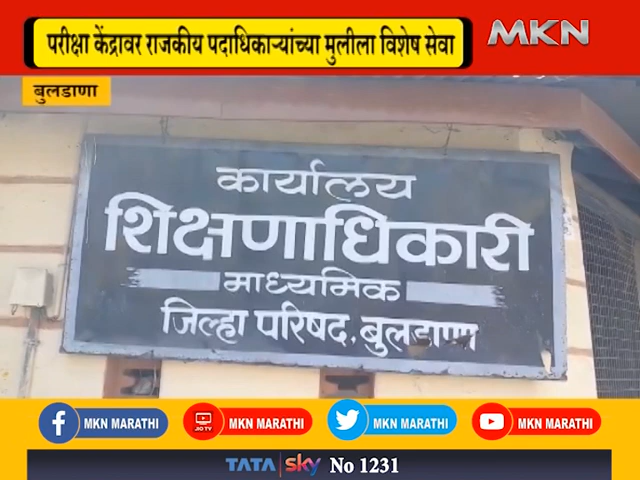 परीक्षा केंद्रावर राजकीय पदाधिकाऱ्यांच्या मुलीला विशेष सेवा
MKN
बुलडाणा
कार्यालय
शिक्षणाधिकारी
माध्यमिक
जिल्हा परिषद, बुलडाणा
MKN MARATHI
JIO TV
MKN MARATHI
MKN MARATHI
MKN MARATHI
TATA sky No 1231